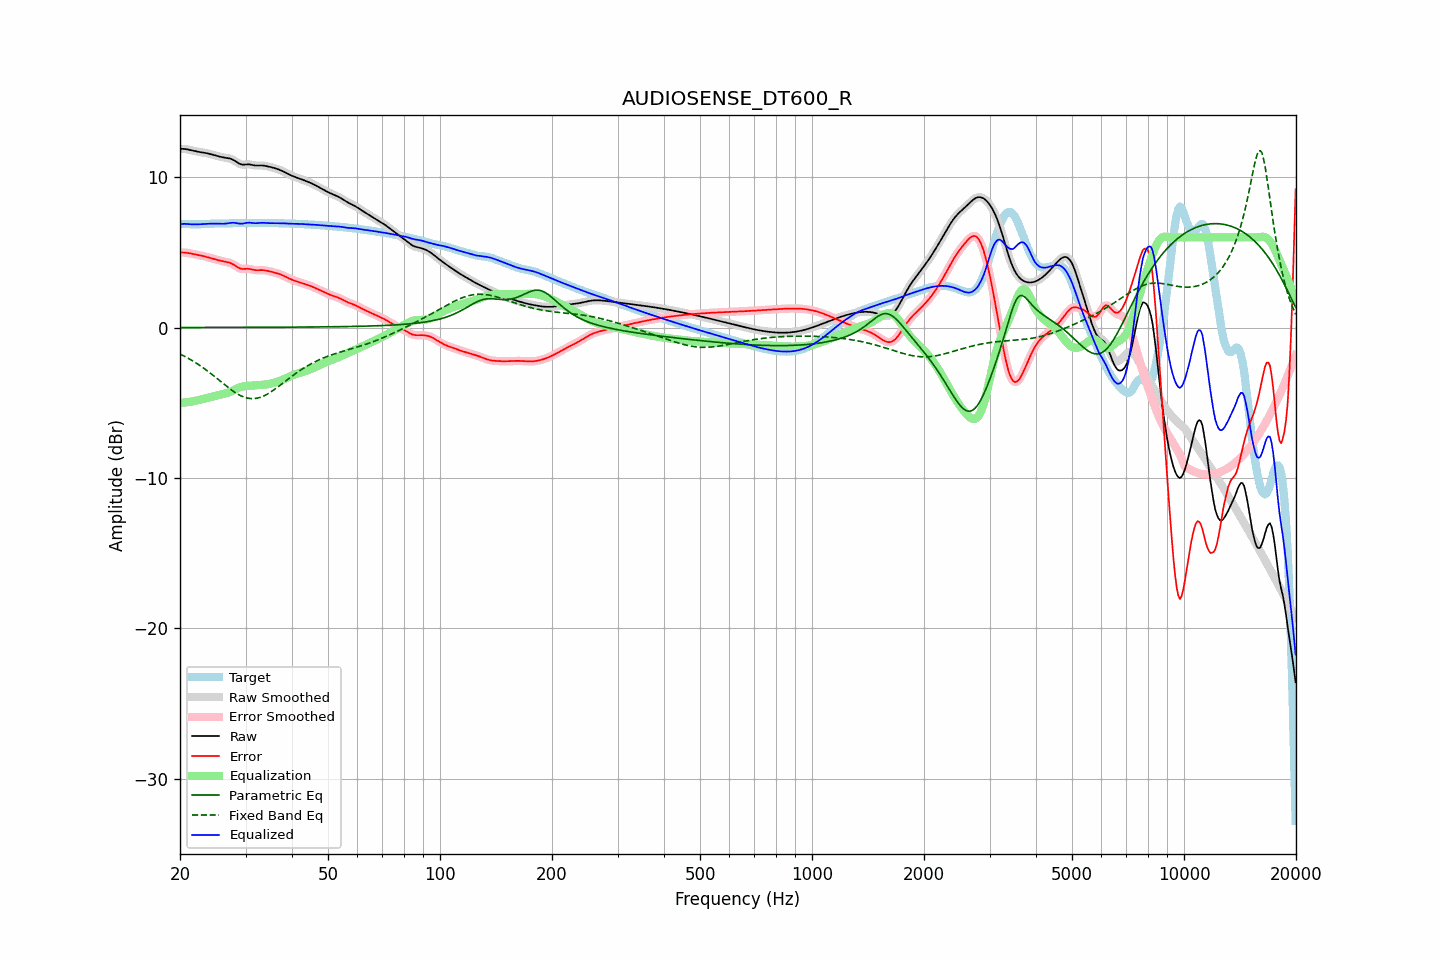 AUDIOSENSE_DT600_R
Amplitude (dBr)
10
0
−10
−20
−30
Target
Raw Smoothed
Error Smoothed
Raw
Error
Equalization
Parametric Eq
Fixed Band Eq
Equalized
20 50 100 200 500 1000 2000 5000 10000 20000
Frequency (Hz)